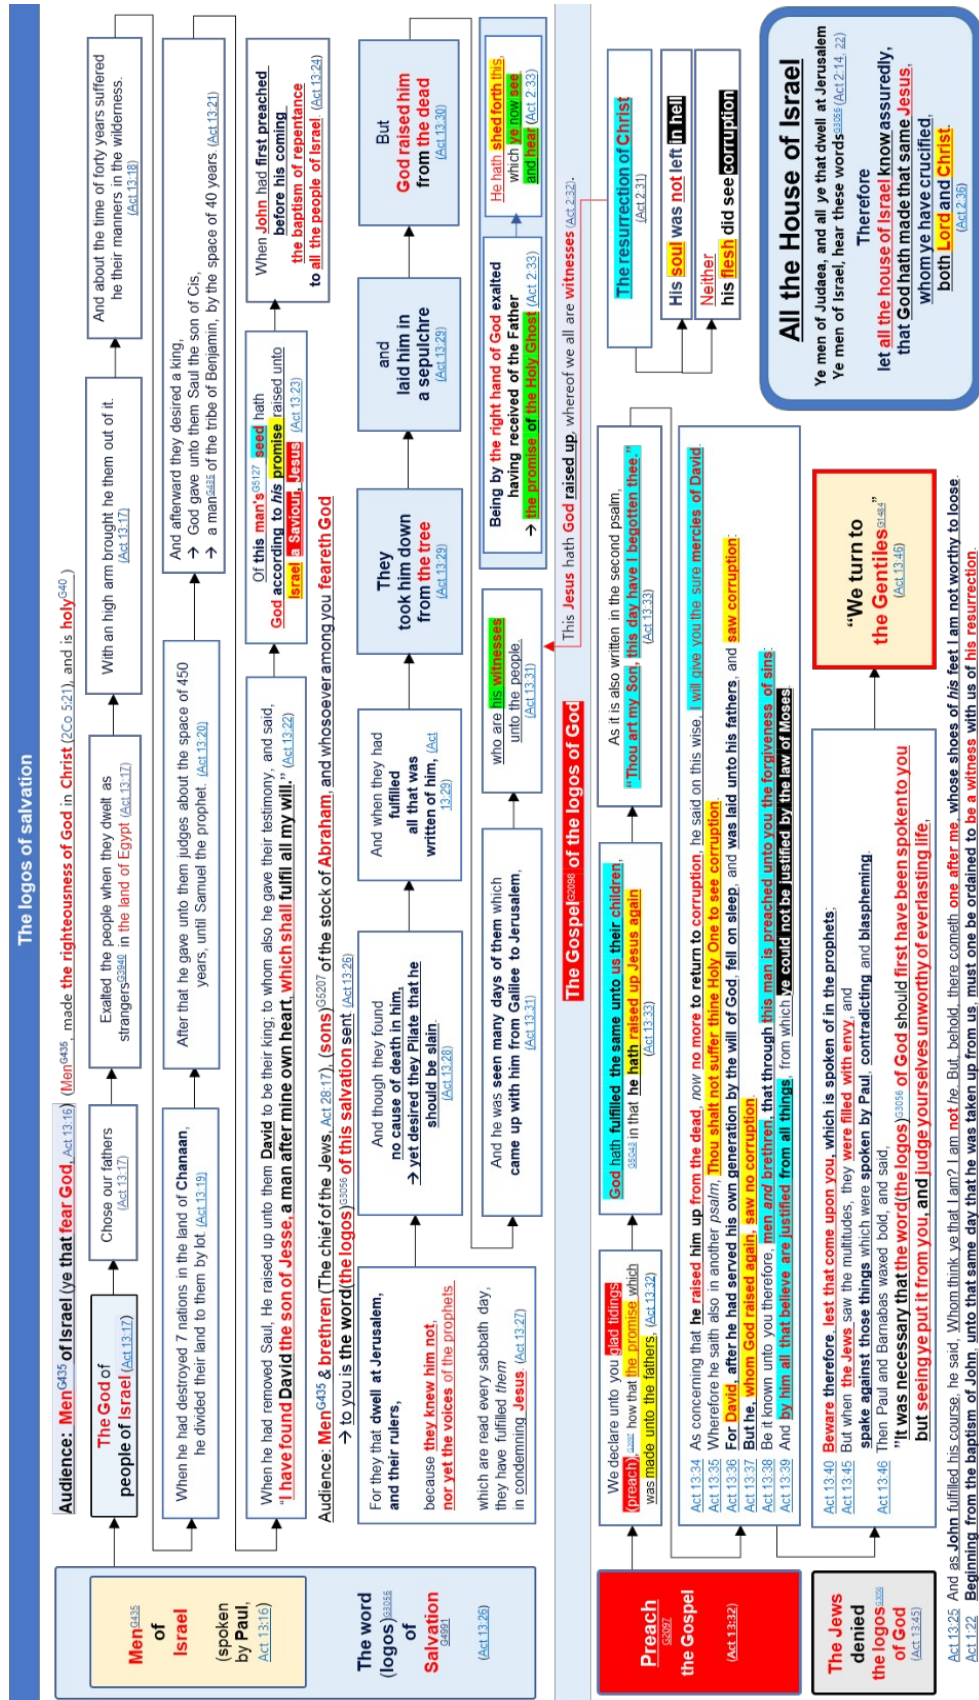 The logos of salvation
Audience: Men G435 of Israel (ye that fear God, Act 13:16) (Men G435, made the righteousness of God in Christ (2Co 5:21), and is holy G40)
Men G435
of
Israel
(spoken
by Paul,
Act 13:16)
The God of
people of Israel (Act 13:17)
Chose our fathers
(Act 13:17)
Exalted the people when they dwelt as
strangers G3940 in the land of Egypt (Act 13:17)
With an high arm brought he them out of it.
(Act 13:17)
And about the time of forty years suffered
he their manners in the wilderness.
(Act 13:18)
When he had destroyed 7 nations in the land of Chanaan,
he divided their land to them by lot (Act 13:19)
After that he gave unto them judges about the space of 450
years, until Samuel the prophet. (Act 13:20)
And afterward they desired a king,
→ God gave unto them Saul the son of Cis,
→ a man G435 of the tribe of Benjamin, by the space of 40 years. (Act 13:21)
When he had removed Saul, He raised up unto them David to be their king; to whom also he gave their testimony, and said,
"I have found David the son of Jesse, a man after mine own heart, which shall fulfil all my will." (Act 13:22)
Of this man's G5127 seed hath
God according to his promise raised unto
Israel a Saviour, Jesus (Act 13:23)
When John had first preached
before his coming
the baptism of repentance
to all the people of Israel. (Act 13:24)
The word
(logos) G3056
of
Salvation
G4991
(Act 13:26)
Audience: Men G435 & brethren (The chief of the Jews, Act 28:17), (sons) G5207 of the stock of Abraham, and whosoever among you feareth God
→ to you is the word (the logos) G3056 of this salvation sent (Act 13:26)
For they that dwell at Jerusalem,
and their rulers,
because they knew him not,
nor yet the voices of the prophets
which are read every sabbath day,
they have fulfilled them
in condemning Jesus. (Act 13:27)
And though they found
no cause of death in him,
→ yet desired they Pilate that he
should be slain.
(Act 13:28)
And when they had
fulfilled
all that was
written of him, (Act
13:29)
They
took him down
from the tree
(Act 13:29)
and
laid him in
a sepulchre
(Act 13:29)
But
God raised him
from the dead
(Act 13:30)
And he was seen many days of them which
came up with him from Galilee to Jerusalem,
(Act 13:31)
who are his witnesses
unto the people.
(Act 13:31)
Being by the right hand of God exalted
having received of the Father
→ the promise of the Holy Ghost (Act 2:33)
He hath shed forth this,
which ye now see
and hear (Act 2:33)
This Jesus hath God raised up, whereof we all are witnesses (Act 2:32).
The Gospel G2098 of the logos of God
Preach
G2097
the Gospel
(Act 13:32)
We declare unto you glad tidings
(preach), G2097 how that the promise which
was made unto the fathers, (Act 13:32)
God hath fulfilled the same unto us their children,
G5043 in that he hath raised up Jesus again
(Act 13:33)
As it is also written in the second psalm,
"Thou art my Son, this day have I begotten thee."
(Act 13:33)
The resurrection of Christ
(Act 2:31)
His soul was not left in hell
Neither
his flesh did see corruption
Act 13:34 As concerning that he raised him up from the dead, now no more to return to corruption, he said on this wise, I will give you the sure mercies of David.
Act 13:35 Wherefore he saith also in another psalm, Thou shalt not suffer thine Holy One to see corruption.
Act 13:36 For David, after he had served his own generation by the will of God, fell on sleep, and was laid unto his fathers, and saw corruption:
Act 13:37 But he, whom God raised again, saw no corruption.
Act 13:38 Be it known unto you therefore, men and brethren, that through this man is preached unto you the forgiveness of sins:
Act 13:39 And by him all that believe are justified from all things, from which ye could not be justified by the law of Moses.
The Jews
denied
the logos G3056
of God
(Act 13:45)
Act 13:40 Beware therefore, lest that come upon you, which is spoken of in the prophets;
Act 13:45 But when the Jews saw the multitudes, they were filled with envy, and
spake against those things which were spoken by Paul, contradicting and blaspheming.
Act 13:46 Then Paul and Barnabas waxed bold, and said,
"It was necessary that the word (the logos) G3056 of God should first have been spoken to you
but seeing ye put it from you, and judge yourselves unworthy of everlasting life,
"We turn to
the Gentiles G1484"
(Act 13:46)
All the House of Israel
Ye men of Judaea, and all ye that dwell at Jerusalem
Ye men of Israel, hear these words G3056 (Act 2:14, 22)
Therefore
let all the house of Israel know assuredly,
that God hath made that same Jesus,
whom ye have crucified,
both Lord and Christ.
(Act 2:36)
Act 13:25 And as John fulfilled his course, he said, Whom think ye that I am? I am not he. But, behold, there cometh one after me, whose shoes of his feet I am not worthy to loose.
Act 1:22 Beginning from the baptism of John, unto that same day that he was taken up from us, must one be ordained to be a witness with us of his resurrection.